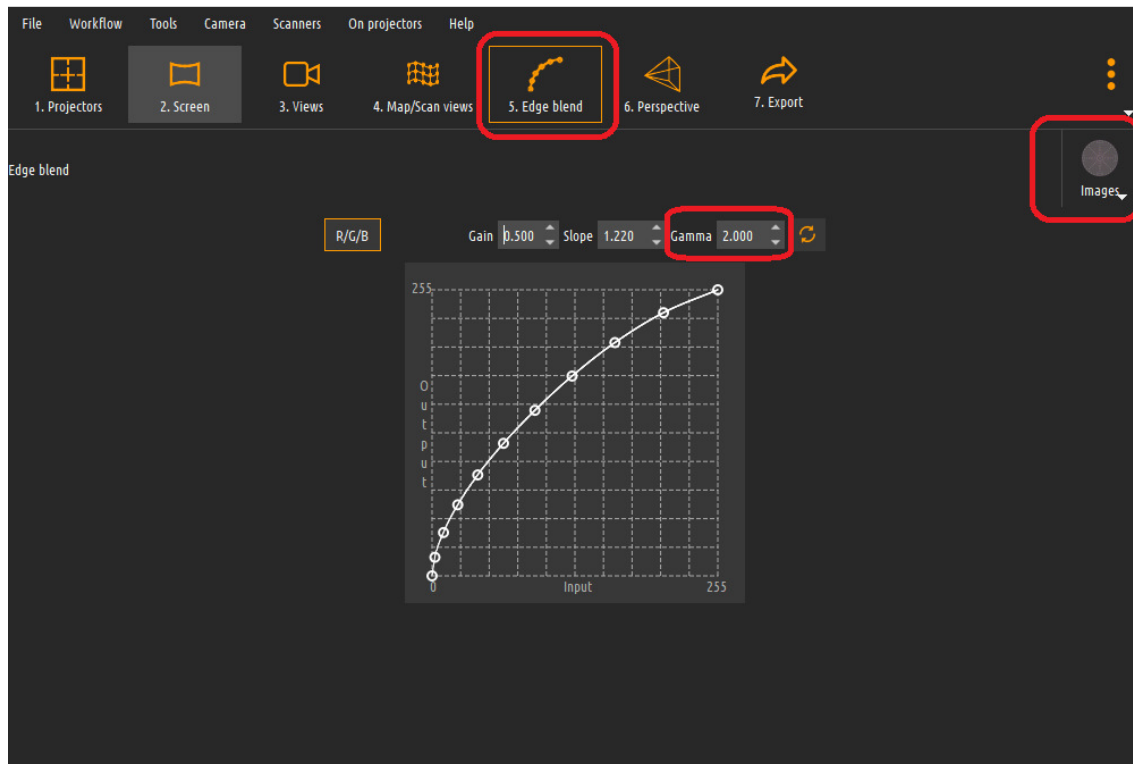 File Workflow Tools Camera Scanners On projectors Help
1. Projectors 2. Screen 3. Views 4. Map/Scan views 5. Edge blend 6. Perspective 7. Export
Edge blend
Images
R/G/B Gain 0.500 Slope 1.220 Gamma 2.000
255
Output
0 Input 255